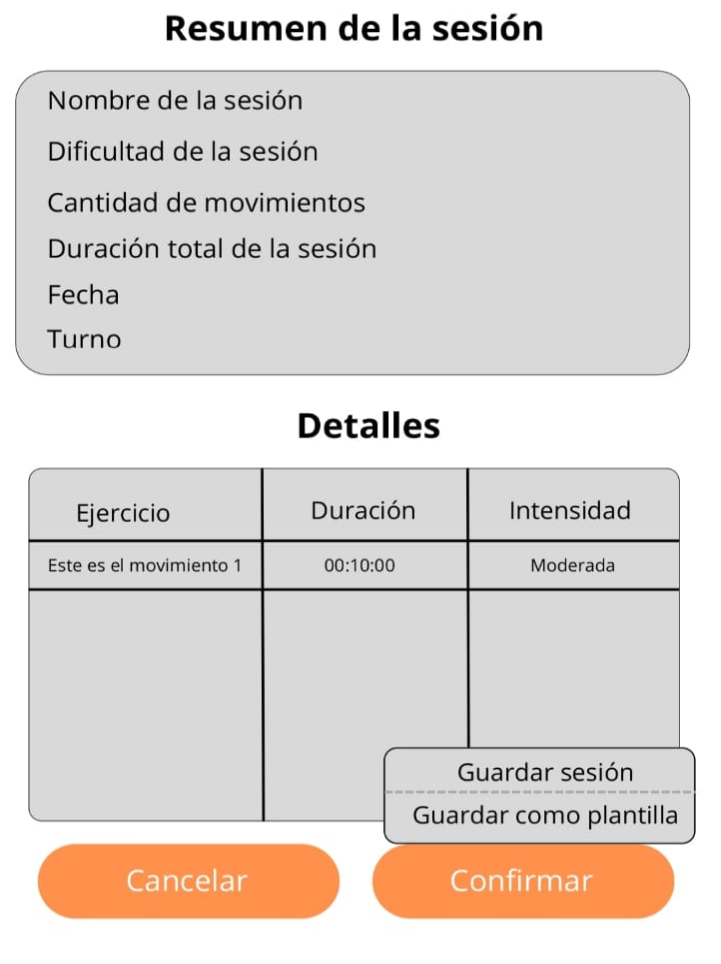 Resumen de la sesión
Nombre de la sesión
Dificultad de la sesión
Cantidad de movimientos
Duración total de la sesión
Fecha
Turno
Detalles
Ejercicio Duración Intensidad
Este es el movimiento 1 00:10:00 Moderada
Guardar sesión
Guardar como plantilla
Cancelar Confirmar